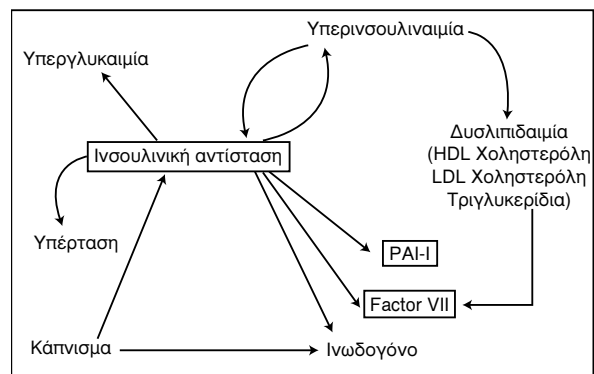 Υπερινσουλιναιμία
Υπεργλυκαιμία
Δυσλιπιδαιμία
(HDL Χοληστερόλη
LDL Χοληστερόλη
Τριγλυκερίδια)
Ινσουλινική αντίσταση
Υπέρταση
PAI-I
Factor VII
Κάπνισμα
Ινωδογόνο